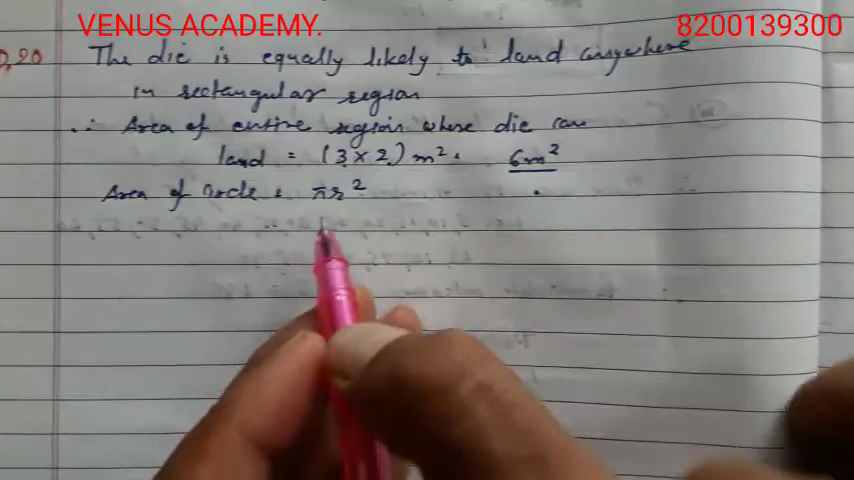 VENUS ACADEMY. 8200139300
Q.20 The die is equally likely to land anywhere
in rectangular region
∴ Area of entire region where die can
land = (3 × 2) m². 6m²
Area of circle = πr²